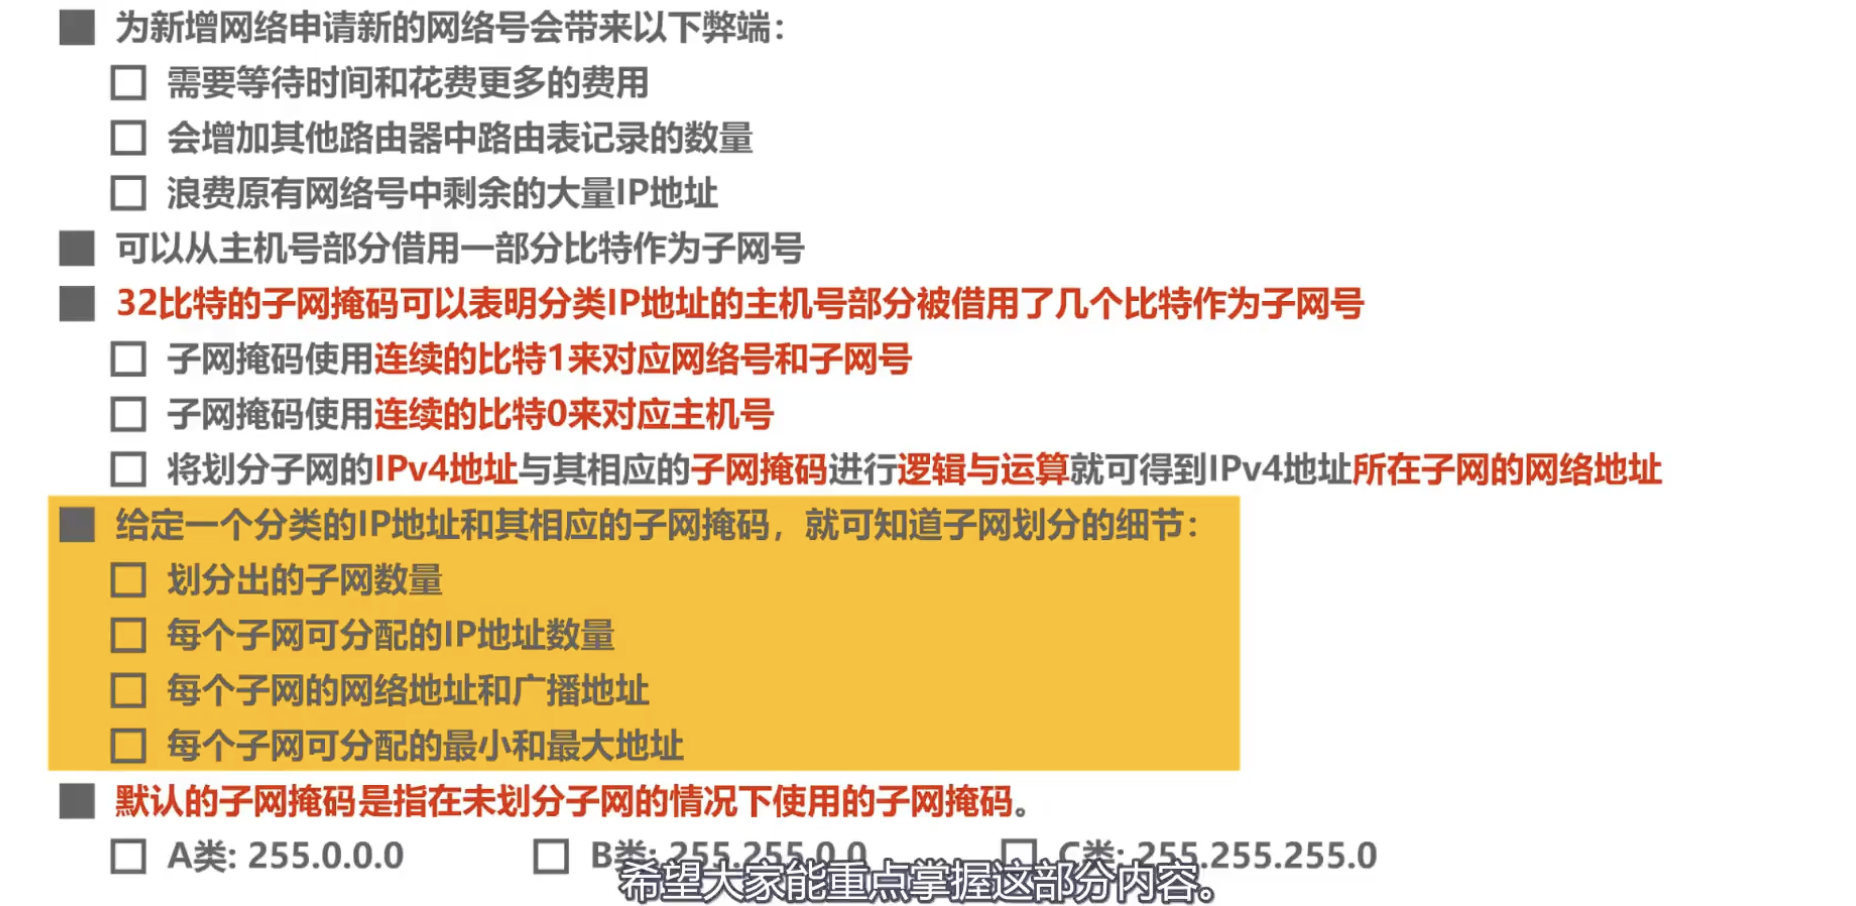 为新增网络申请新的网络号会带来以下弊端：
需要等待时间和花费更多的费用
会增加其他路由器中路由表记录的数量
浪费原有网络号中剩余的大量IP地址
可以从主机号部分借用一部分比特作为子网号
32比特的子网掩码可以表明分类IP地址的主机号部分被借用了几个比特作为子网号
子网掩码使用连续的比特1来对应网络号和子网号
子网掩码使用连续的比特0来对应主机号
将划分子网的IPv4地址与其相应的子网掩码进行逻辑与运算就可得到IPv4地址所在子网的网络地址
给定一个分类的IP地址和其相应的子网掩码，就可知道子网划分的细节：
划分出的子网数量
每个子网可分配的IP地址数量
每个子网的网络地址和广播地址
每个子网可分配的最小和最大地址
默认的子网掩码是指在未划分子网的情况下使用的子网掩码。
A类: 255.0.0.0 B类: 255.255.0.0 C类: 255.255.255.0
希望大家能重点掌握这部分内容。